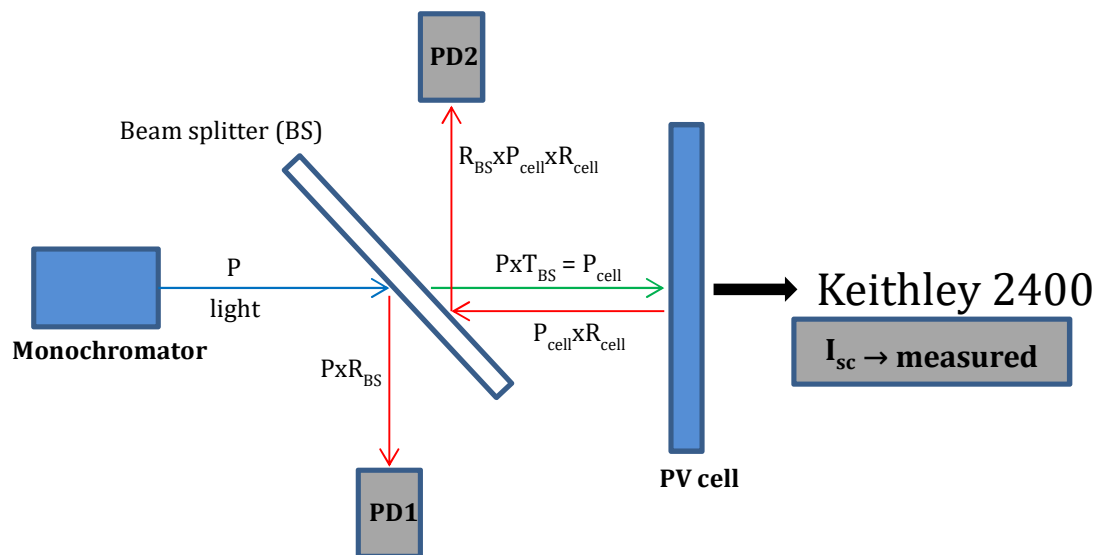 PD2
Beam splitter (BS)
R_BSxP_cellxR_cell
P
PxT_BS = P_cell
light
Keithley 2400
Monochromator
P_cellxR_cell
I_sc → measured
PxR_BS
PV cell
PD1